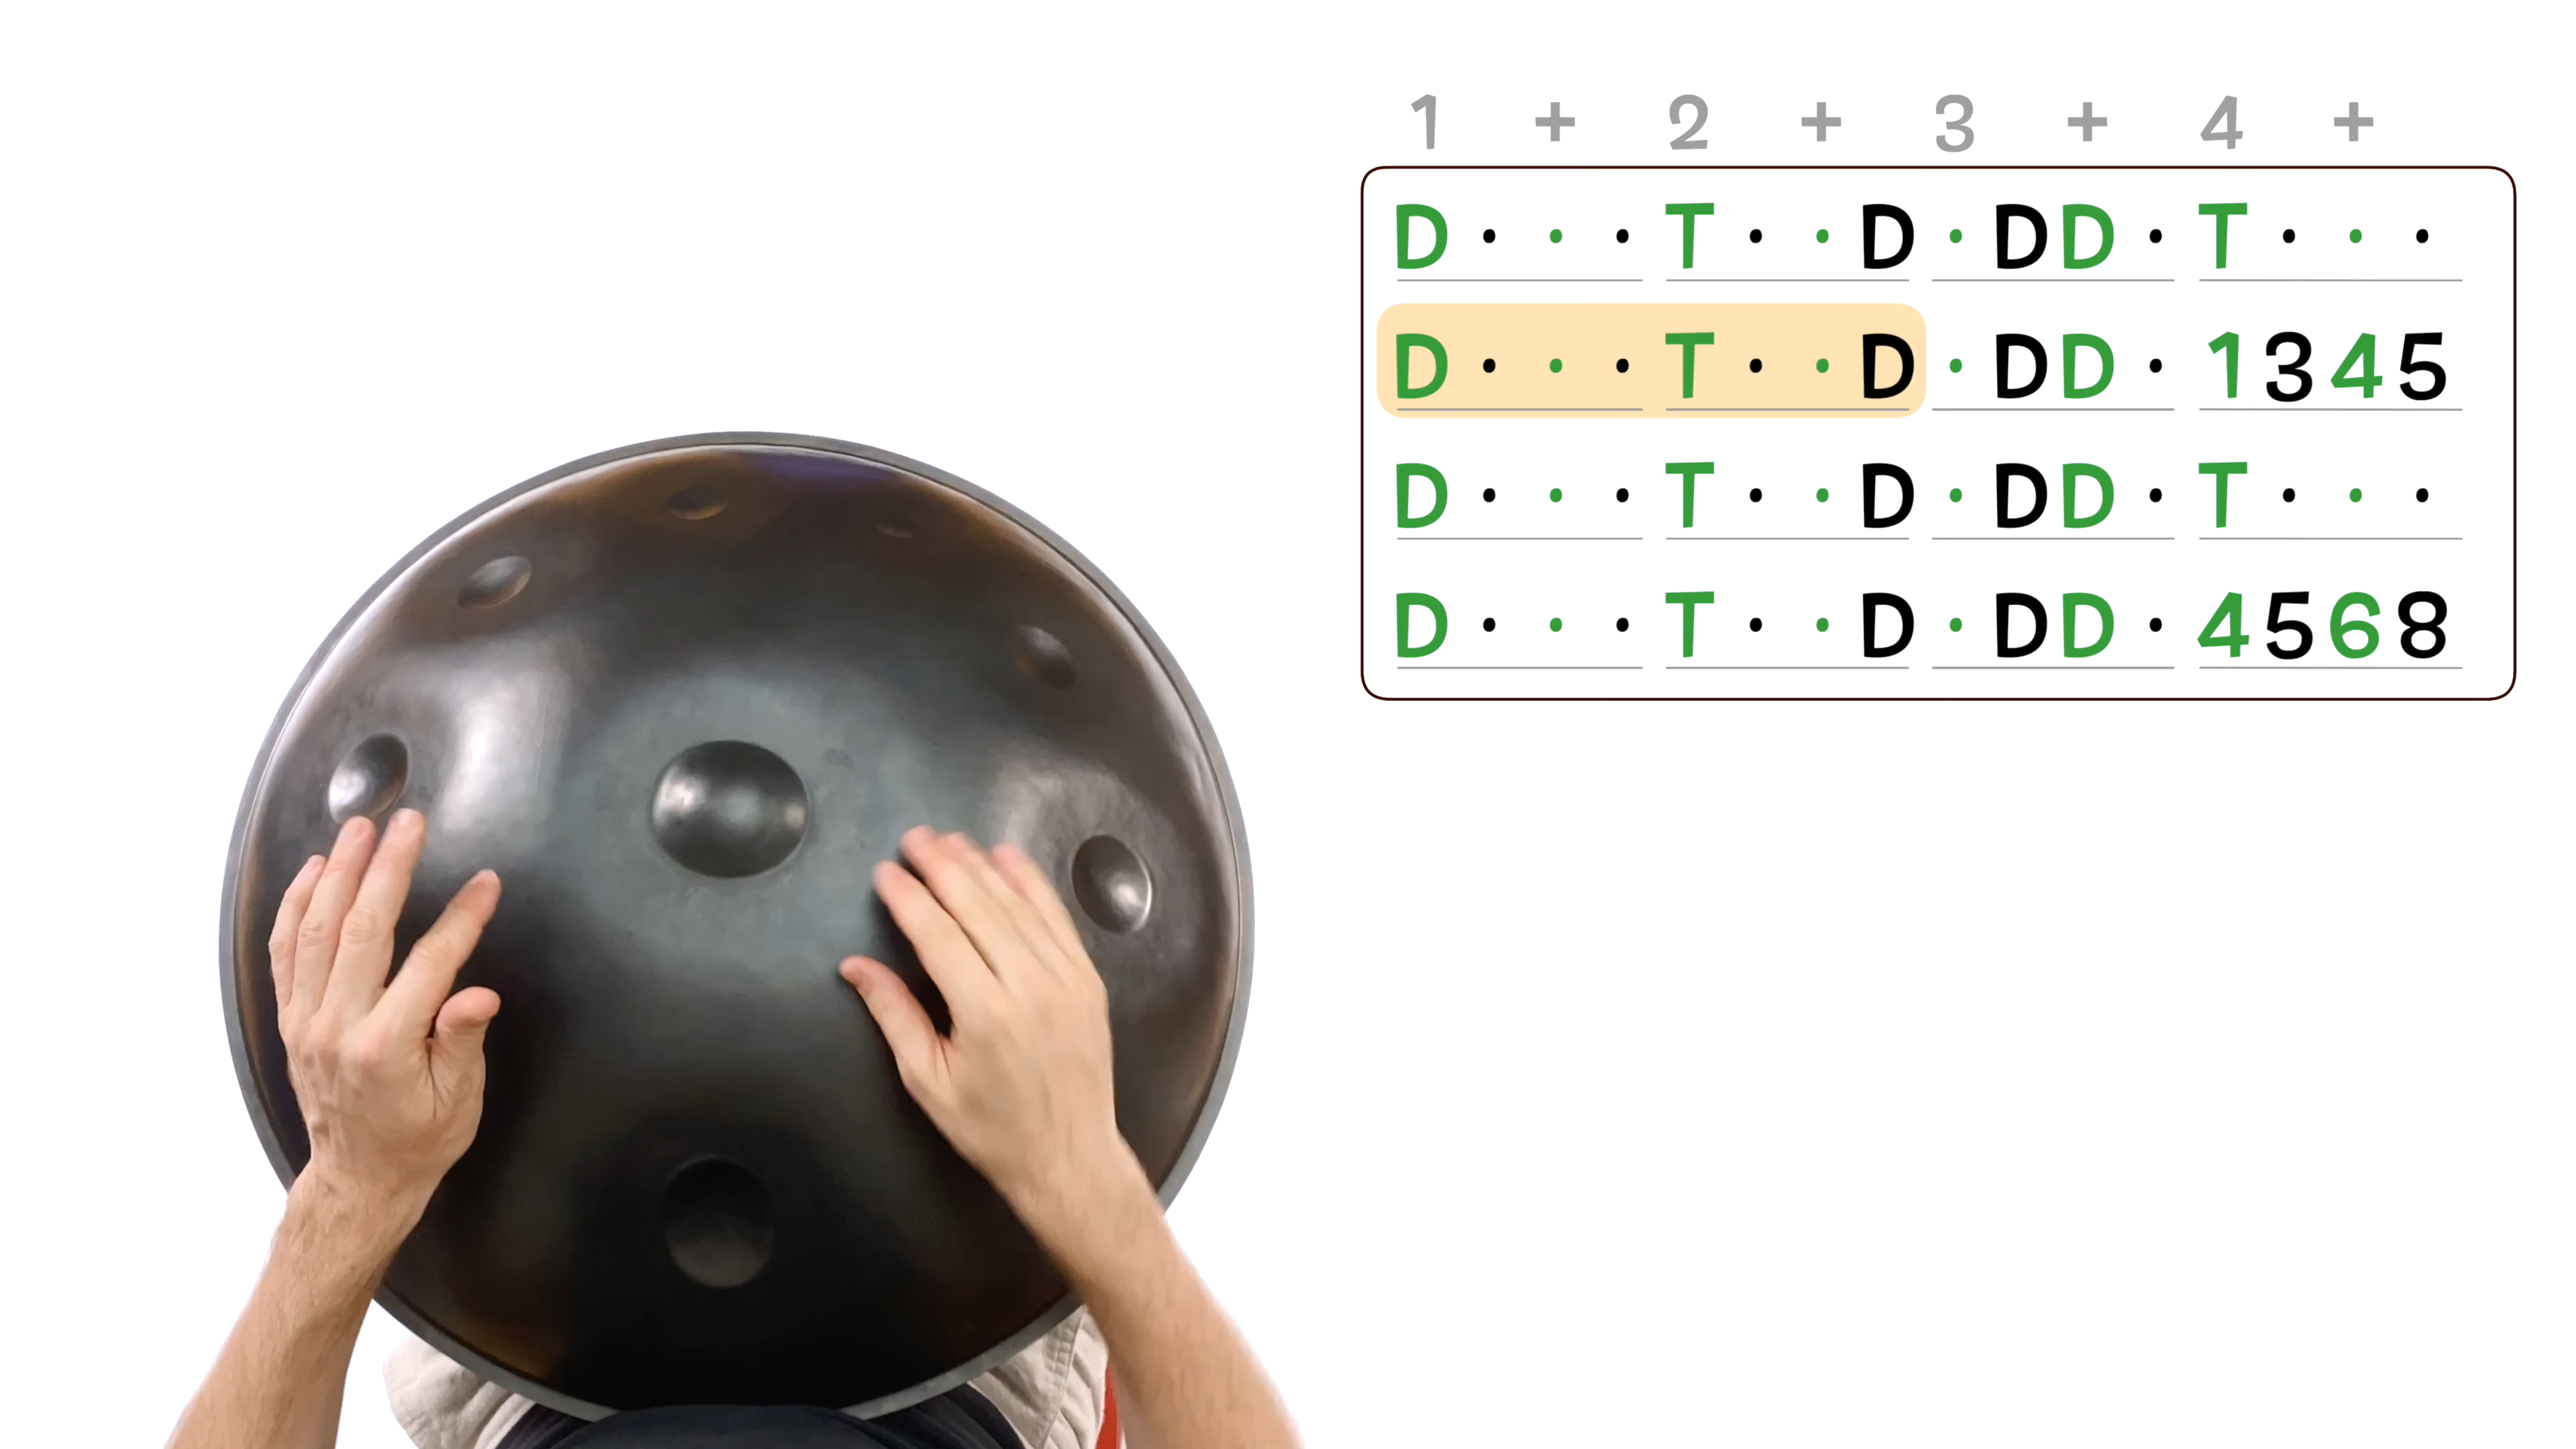 1 + 2 + 3 + 4 +
D · · · T · · D · D D · T · · ·
D · · · T · · D · D D · 1 3 4 5
D · · · T · · D · D D · T · · ·
D · · · T · · D · D D · 4 5 6 8